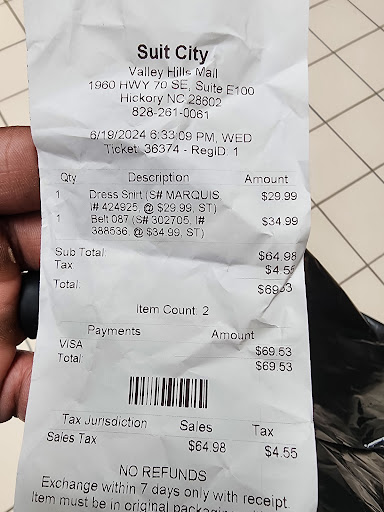 Suit City
Valley Hills Mall
1960 HWY 70 SE, Suite E100
Hickory NC 28602
828-261-0061
6/19/2024 6:33:09 PM, WED
Ticket: 36374 - RegID: 1
Qty Description Amount
1 Dress Shirt (S# MARQUIS, $29.99
I# 424925, @ $29.99, ST)
1 Belt 087 (S# 302705, I# $34.99
388536, @ $34.99, ST)
Sub Total: $64.98
Tax $4.55
Total: $69.53
Item Count: 2
Payments Amount
VISA $69.53
Total $69.53
Tax Jurisdiction Sales Tax
Sales Tax $64.98 $4.55
NO REFUNDS
Exchange within 7 days only with receipt.
Item must be in original packaging